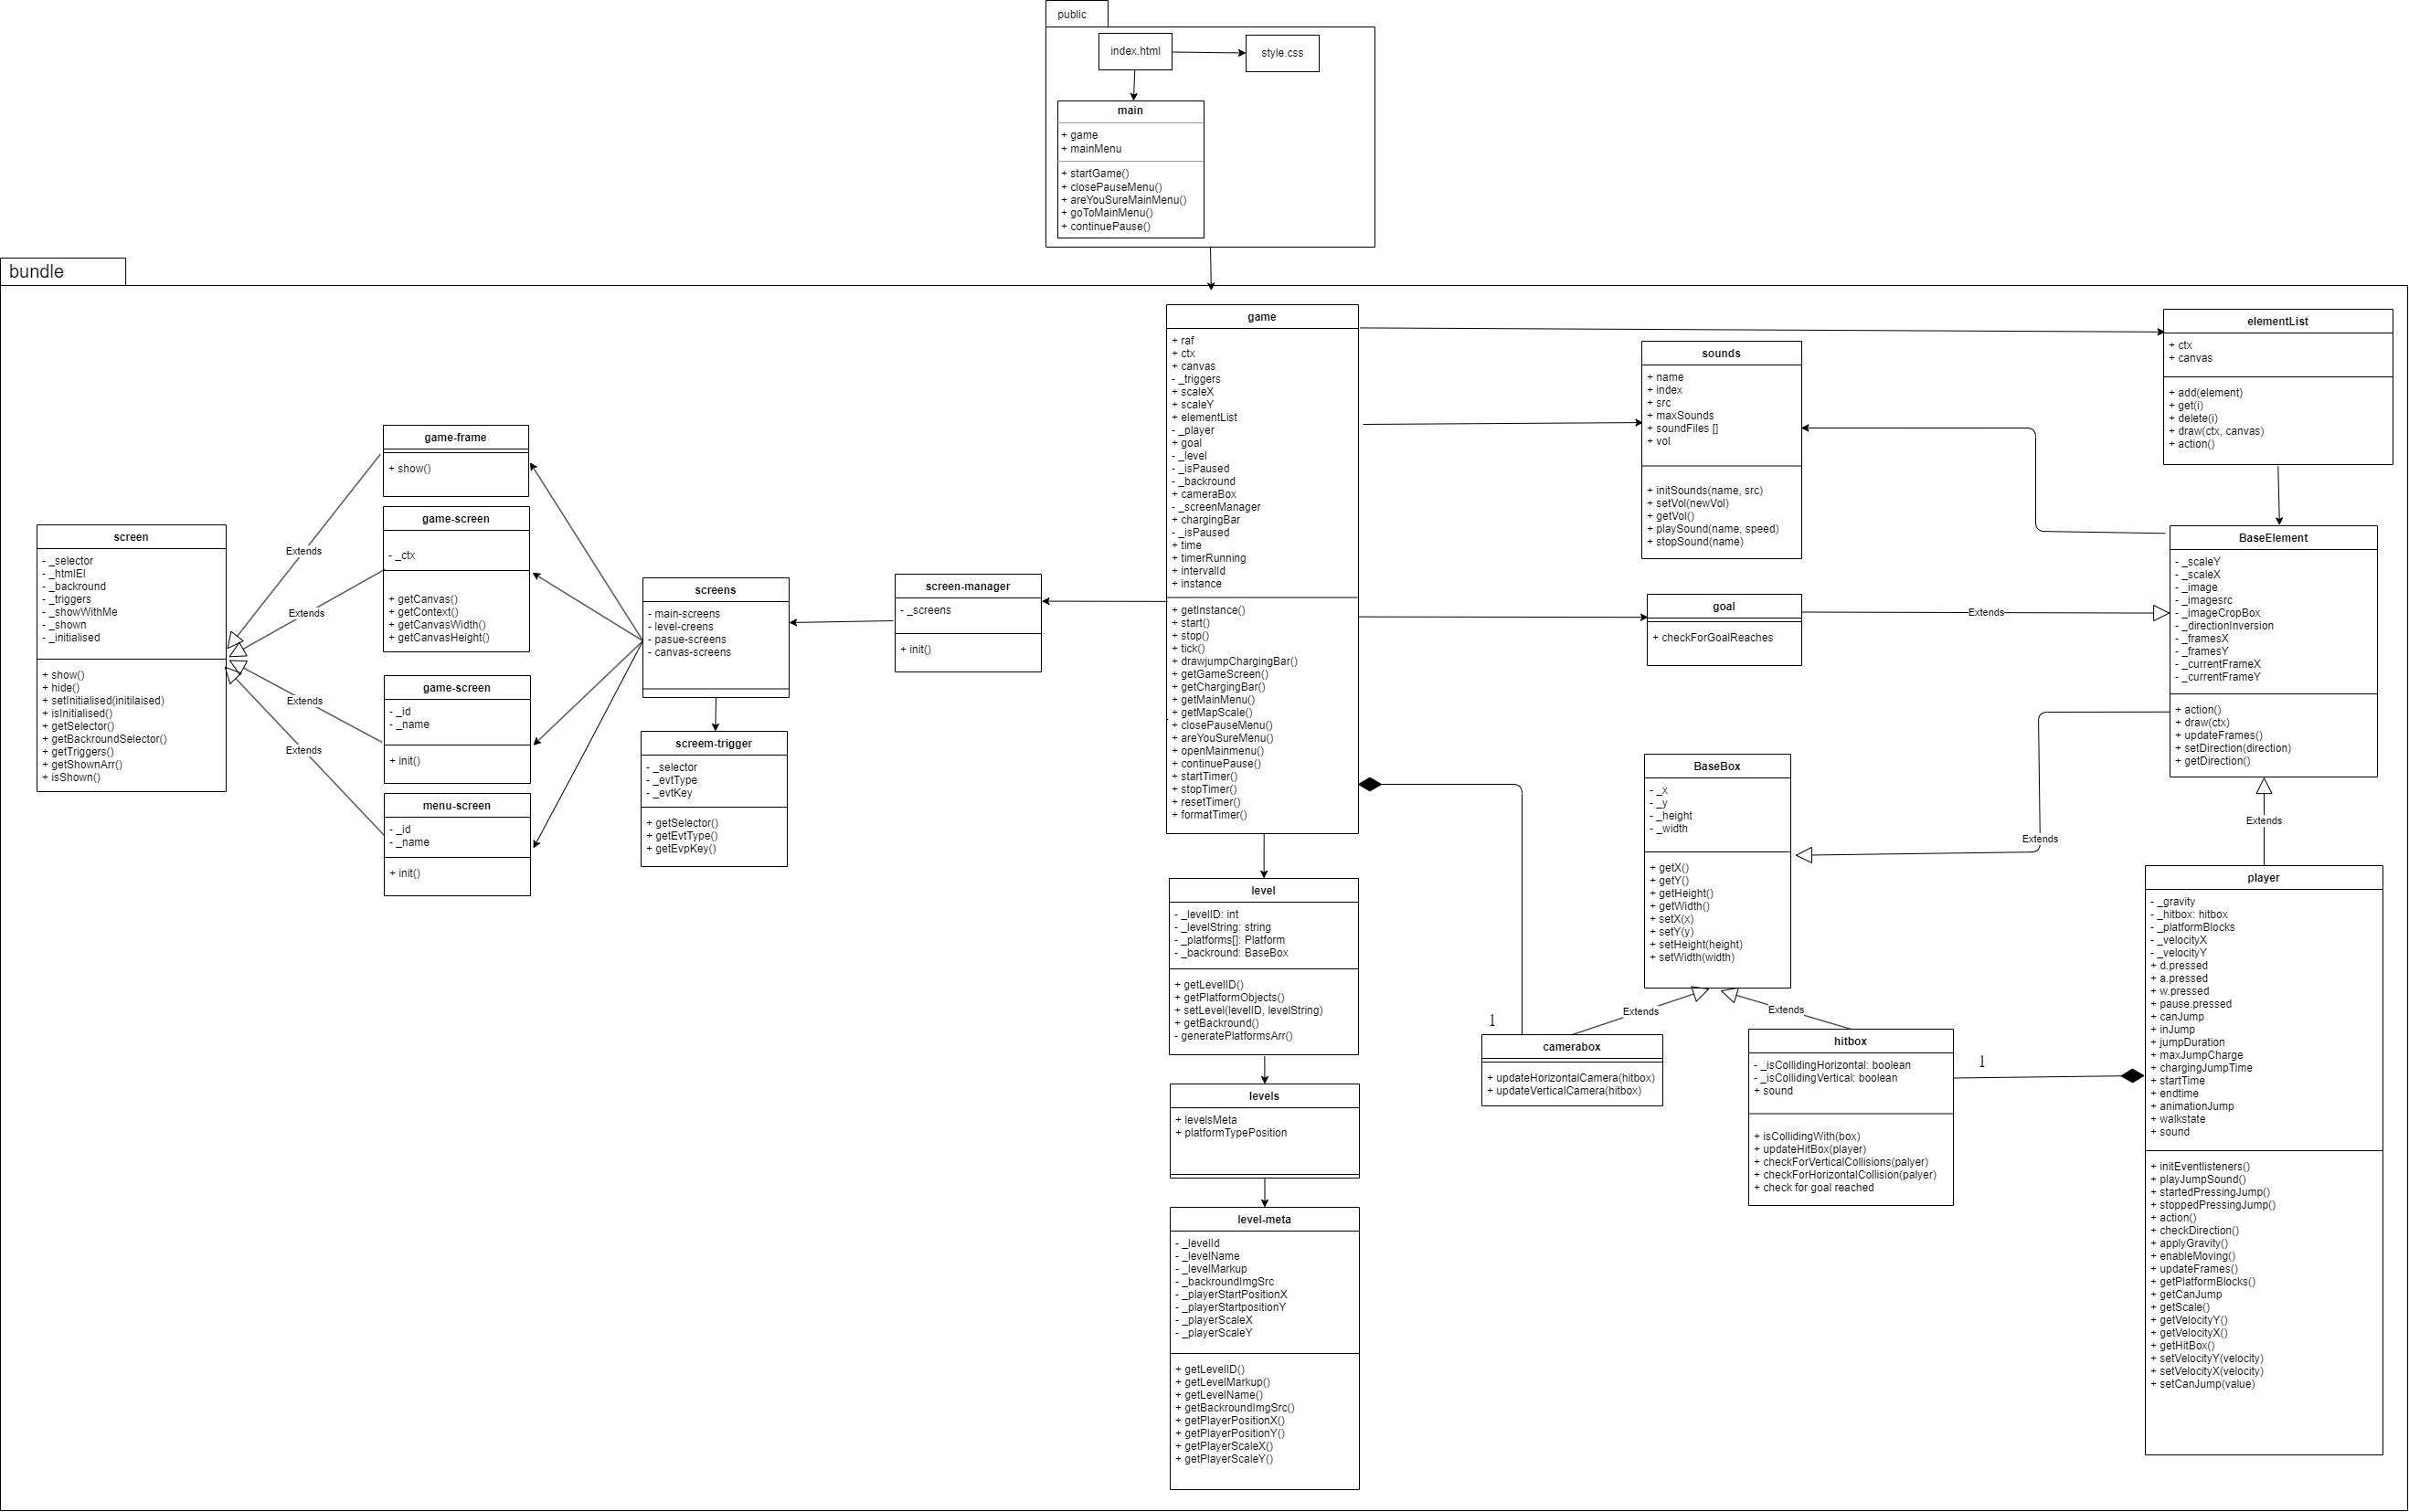 public
index.html
style.css
main
+ game
+ mainMenu
+ startGame()
+ closePauseMenu()
+ areYouSureMainMenu()
+ goToMainMenu()
+ continuePause()
bundle
screen
- _selector
- _htmlEl
- _backround
- _triggers
- _showWithMe
- _shown
- _initialised
+ show()
+ hide()
+ setInitialised(initilaised)
+ isInitialised()
+ getSelector()
+ getBackroundSelector()
+ getTriggers()
+ getShownArr()
+ isShown()
Extends
Extends
Extends
Extends
game-frame
+ show()
game-screen
- _ctx
+ getCanvas()
+ getContext()
+ getCanvasWidth()
+ getCanvasHeight()
game-screen
- _id
- _name
+ init()
menu-screen
- _id
- _name
+ init()
screens
- main-screens
- level-creens
- pasue-screens
- canvas-screens
screem-trigger
- _selector
- _evtType
- _evtKey
+ getSelector()
+ getEvtType()
+ getEvpKey()
screen-manager
- _screens
+ init()
game
+ raf
+ ctx
+ canvas
- _triggers
+ scaleX
+ scaleY
+ elementList
- _player
+ goal
- _level
- _isPaused
- _backround
+ cameraBox
- _screenManager
+ chargingBar
- _isPaused
+ time
+ timerRunning
+ intervalId
+ instance
+ getInstance()
+ start()
+ stop()
+ tick()
+ drawjumpChargingBar()
+ getGameScreen()
+ getChargingBar()
+ getMainMenu()
+ getMapScale()
+ closePauseMenu()
+ areYouSureMenu()
+ openMainmenu()
+ continuePause()
+ startTimer()
+ stopTimer()
+ resetTimer()
+ formatTimer()
level
- _levelID: int
- _levelString: string
- _platforms[]: Platform
- _backround: BaseBox
+ getLevelID()
+ getPlatformObjects()
+ setLevel(levelID, levelString)
+ getBackround()
- generatePlatformsArr()
levels
+ levelsMeta
+ platformTypePosition
level-meta
- _levelId
- _levelName
- _levelMarkup
- _backroundImgSrc
- _playerStartPositionX
- _playerStartpositionY
- _playerScaleX
- _playerScaleY
+ getLevelID()
+ getLevelMarkup()
+ getLevelName()
+ getBackroundImgSrc()
+ getPlayerPositionX()
+ getPlayerPositionY()
+ getPlayerScaleX()
+ getPlayerScaleY()
sounds
+ name
+ index
+ src
+ maxSounds
+ soundFiles []
+ vol
+ initSounds(name, src)
+ setVol(newVol)
+ getVol()
+ playSound(name, speed)
+ stopSound(name)
goal
+ checkForGoalReaches
Extends
BaseBox
- _x
- _y
- _height
- _width
+ getX()
+ getY()
+ getHeight()
+ getWidth()
+ setX(x)
+ setY(y)
+ setHeight(height)
+ setWidth(width)
Extends
Extends
Extends
1
camerabox
+ updateHorizontalCamera(hitbox)
+ updateVerticalCamera(hitbox)
hitbox
- _isCollidingHorizontal: boolean
- _isCollidingVertical: boolean
+ sound
+ isCollidingWith(box)
+ updateHitBox(player)
+ checkForVerticalCollisions(palyer)
+ checkForHorizontalCollision(palyer)
+ check for goal reached
1
elementList
+ ctx
+ canvas
+ add(element)
+ get(i)
+ delete(i)
+ draw(ctx, canvas)
+ action()
BaseElement
- _scaleY
- _scaleX
- _image
- _imagesrc
- _imageCropBox
- _directionInversion
- _framesX
- _framesY
- _currentFrameX
- _currentFrameY
+ action()
+ draw(ctx)
+ updateFrames()
+ setDirection(direction)
+ getDirection()
Extends
player
- _gravity
- _hitbox: hitbox
- _platformBlocks
- _velocityX
- _velocityY
+ d.pressed
+ a.pressed
+ w.pressed
+ pause.pressed
+ canJump
+ inJump
+ jumpDuration
+ maxJumpCharge
+ chargingJumpTime
+ startTime
+ endtime
+ animationJump
+ walkstate
+ sound
+ initEventlisteners()
+ playJumpSound()
+ startedPressingJump()
+ stoppedPressingJump()
+ action()
+ checkDirection()
+ applyGravity()
+ enableMoving()
+ updateFrames()
+ getPlatformBlocks()
+ getCanJump
+ getScale()
+ getVelocityY()
+ getVelocityX()
+ getHitBox()
+ setVelocityY(velocity)
+ setVelocityX(velocity)
+ setCanJump(value)